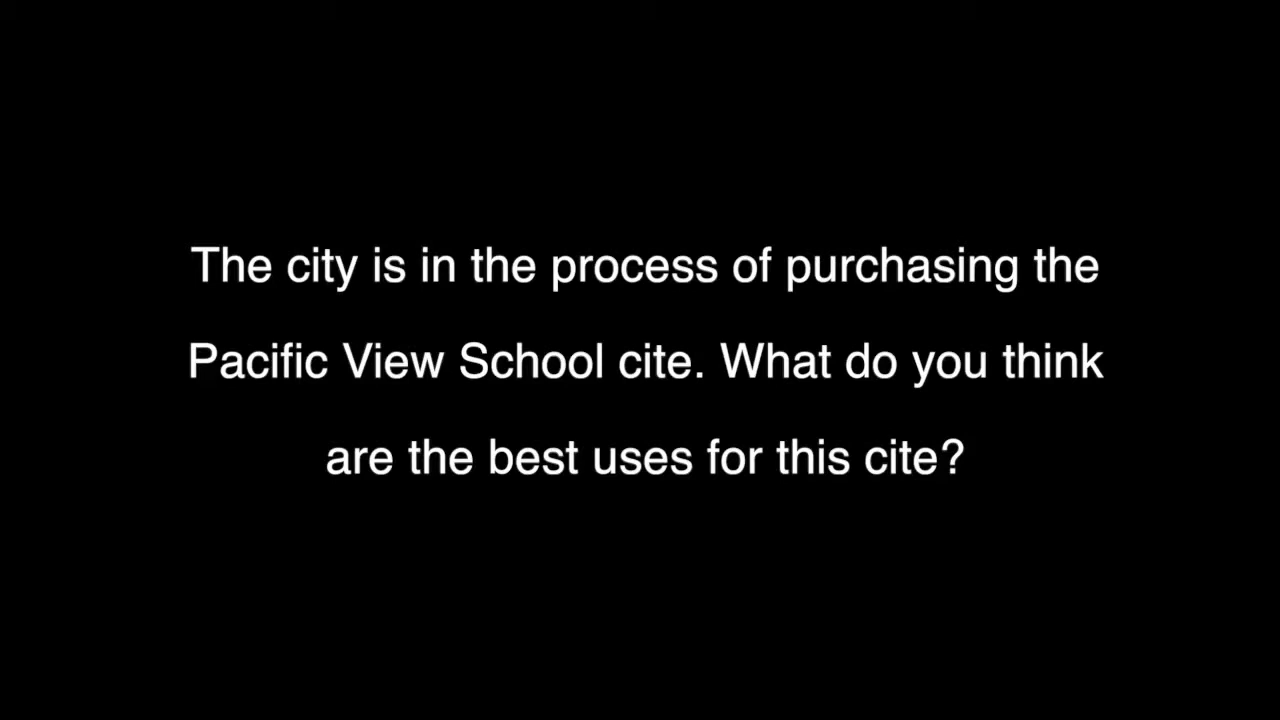 The city is in the process of purchasing the
Pacific View School cite. What do you think
are the best uses for this cite?